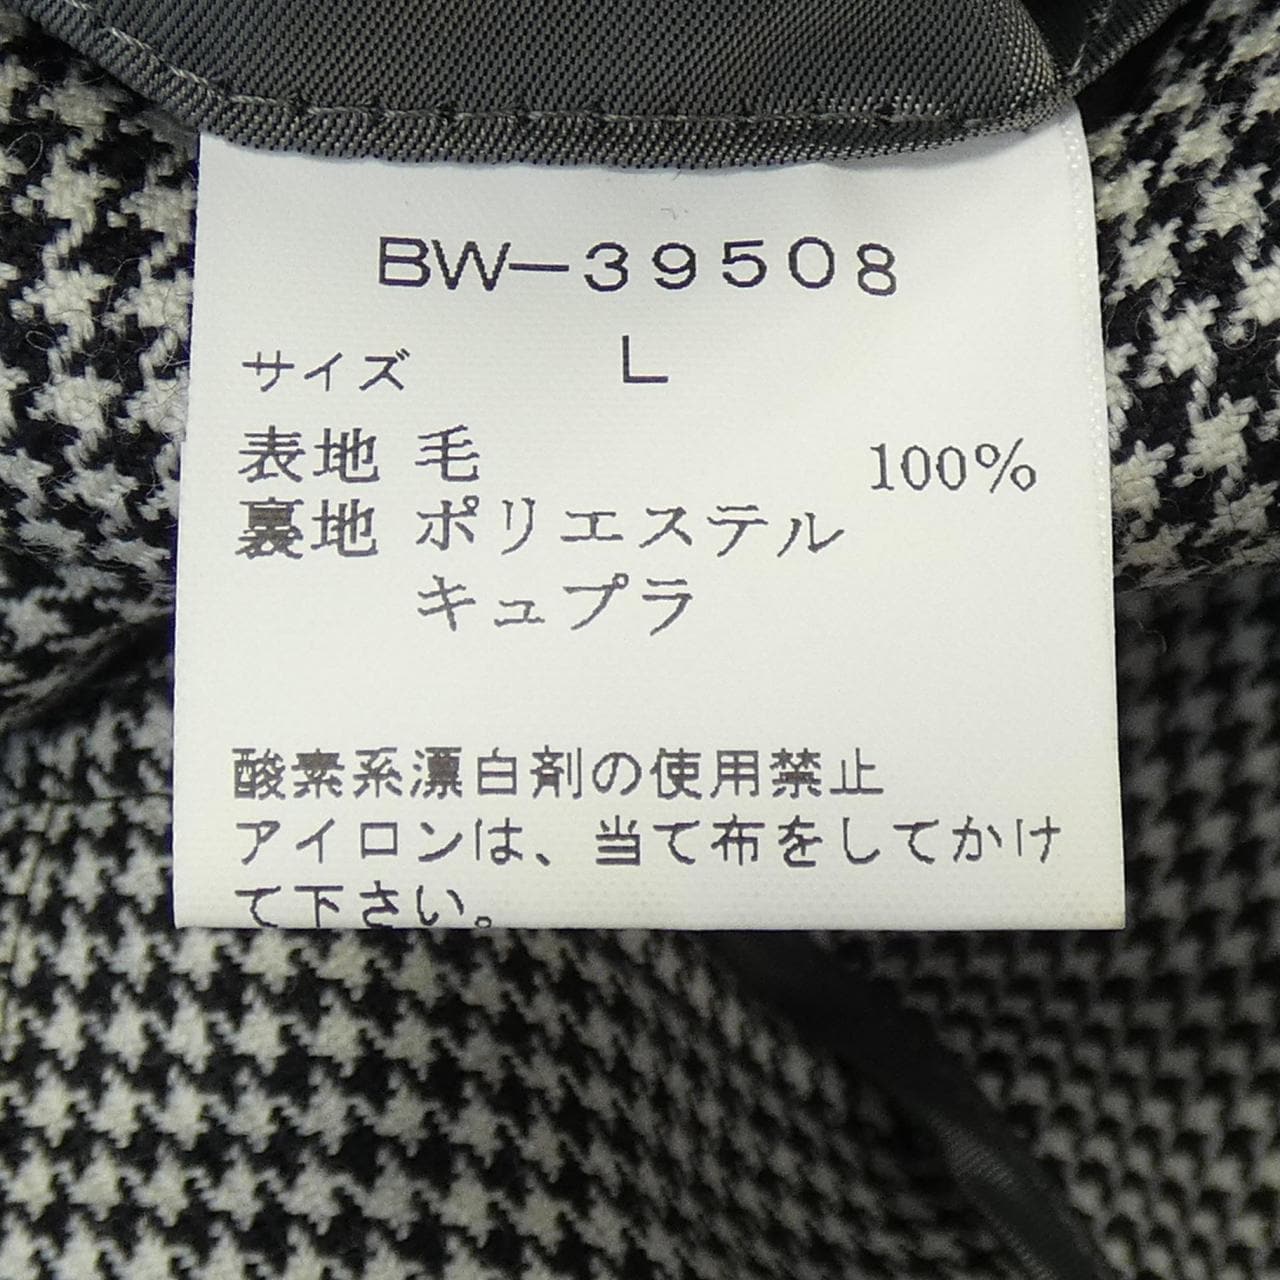 BW-39508
サイズ L
表地 毛 100%
裏地 ポリエステル
キュプラ
酸素系漂白剤の使用禁止
アイロンは、当て布をしてかけ
て下さい。